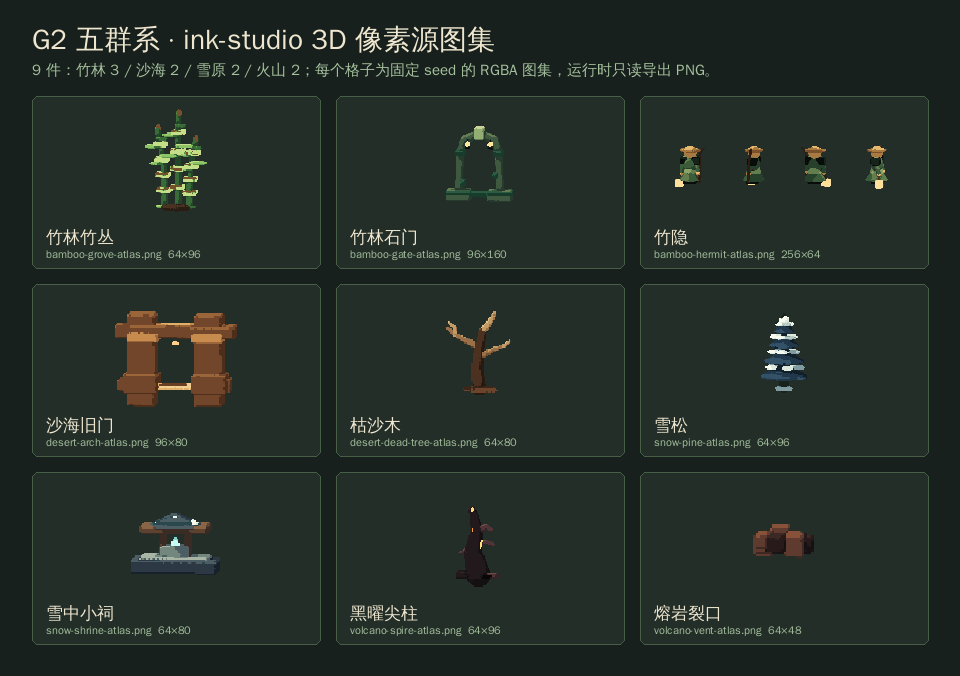 G2 五群系 · ink-studio 3D 像素源图集
9 件：竹林 3 / 沙海 2 / 雪原 2 / 火山 2；每个格子为固定 seed 的 RGBA 图集，运行时只读导出 PNG。
竹林竹丛
bamboo-grove-atlas.png 64×96
竹林石门
bamboo-gate-atlas.png 96×160
竹隐
bamboo-hermit-atlas.png 256×64
沙海旧门
desert-arch-atlas.png 96×80
枯沙木
desert-dead-tree-atlas.png 64×80
雪松
snow-pine-atlas.png 64×96
雪中小祠
snow-shrine-atlas.png 64×80
黑曜尖柱
volcano-spire-atlas.png 64×96
熔岩裂口
volcano-vent-atlas.png 64×48